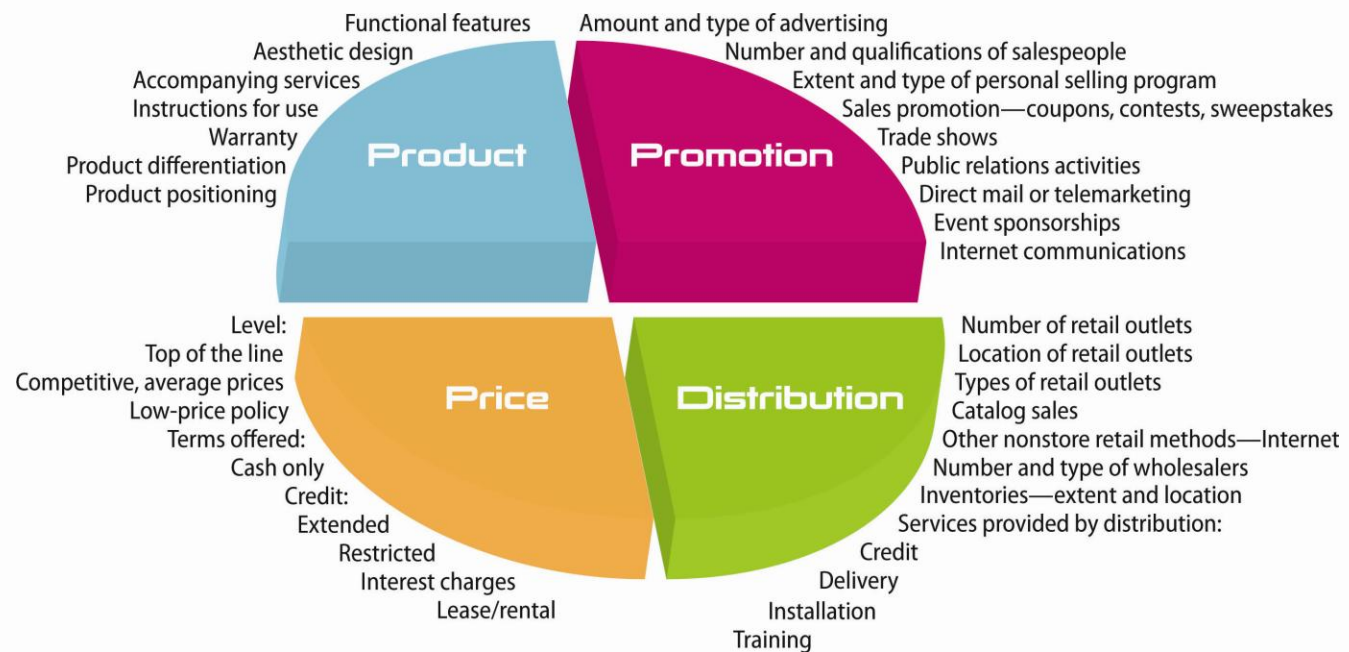 Functional features
Aesthetic design
Accompanying services
Instructions for use
Warranty
Product differentiation
Product positioning
Product
Amount and type of advertising
Number and qualifications of salespeople
Extent and type of personal selling program
Sales promotion—coupons, contests, sweepstakes
Trade shows
Public relations activities
Direct mail or telemarketing
Event sponsorships
Internet communications
Promotion
Level:
Top of the line
Competitive, average prices
Low-price policy
Terms offered:
Cash only
Credit:
Extended
Restricted
Interest charges
Lease/rental
Price
Number of retail outlets
Location of retail outlets
Types of retail outlets
Catalog sales
Other nonstore retail methods—Internet
Number and type of wholesalers
Inventories—extent and location
Services provided by distribution:
Credit
Delivery
Installation
Training
Distribution